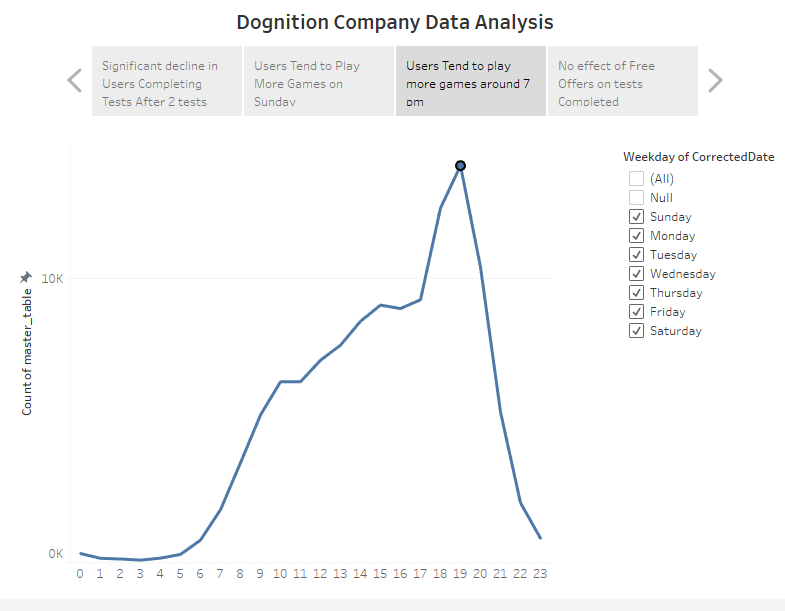 Dognition Company Data Analysis
Significant decline in
Users Completing
Tests After 2 tests
Users Tend to Play
More Games on
Sunday
Users Tend to play
more games around 7
pm
No effect of Free
Offers on tests
Completed
Weekday of CorrectedDate
(All)
Null
Sunday
Monday
Tuesday
Wednesday
Thursday
Friday
Saturday
10K
Count of master_table
0K
0 1 2 3 4 5 6 7 8 9 10 11 12 13 14 15 16 17 18 19 20 21 22 23